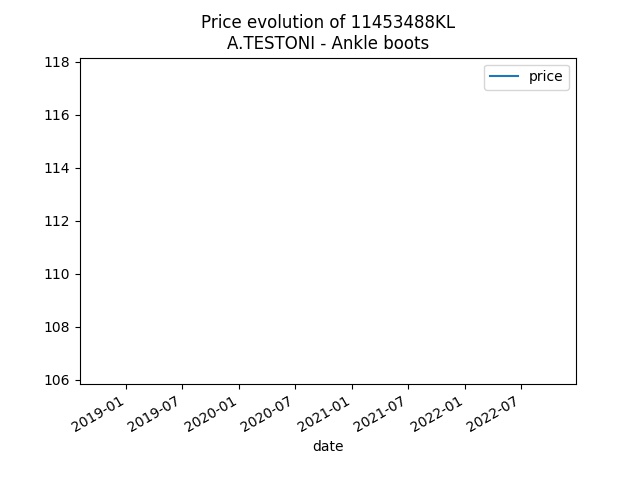 Price evolution of 11453488KL
A.TESTONI - Ankle boots
118
price
116
114
112
110
108
106
2019-01 2019-07 2020-01 2020-07 2021-01 2021-07 2022-01 2022-07
date